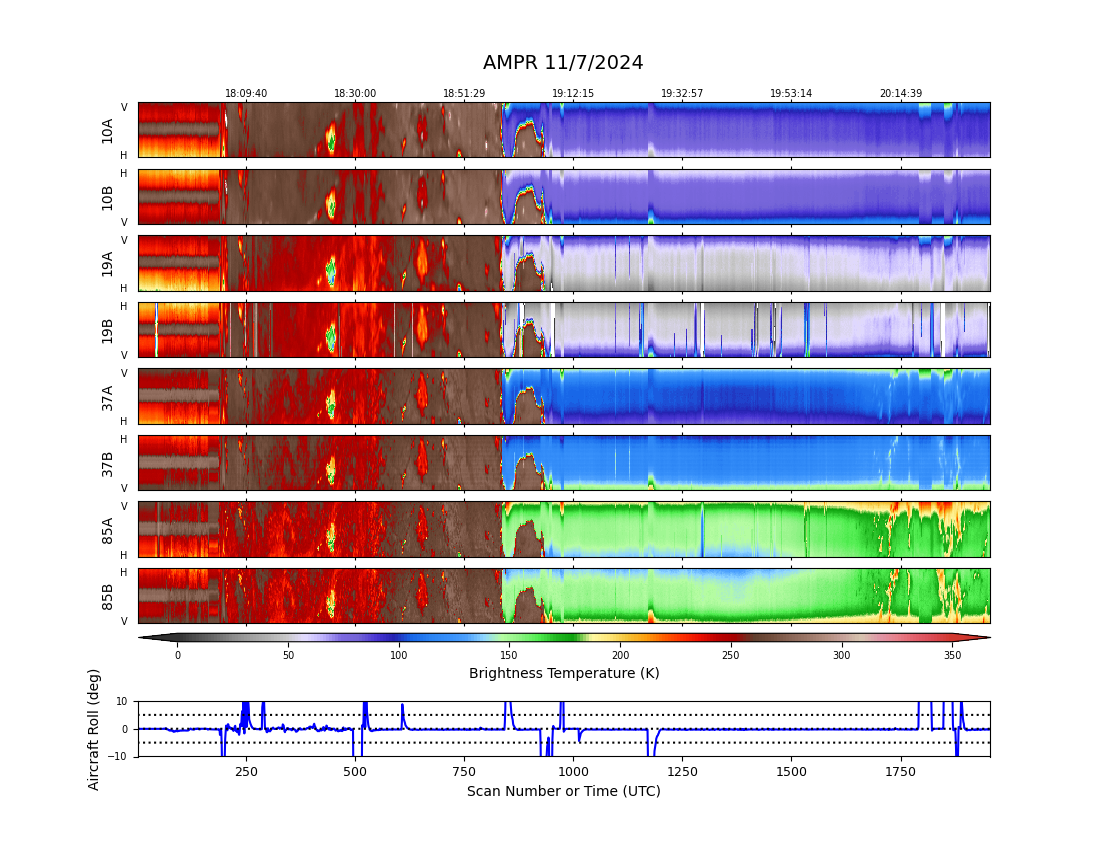 AMPR 11/7/2024
18:09:40 18:30:00 18:51:29 19:12:15 19:32:57 19:53:14 20:14:39
V
10A
H
H
10B
V
V
19A
H
H
19B
V
V
37A
H
H
37B
V
V
85A
H
H
85B
V
0 50 100 150 200 250 300 350
Brightness Temperature (K)
Aircraft Roll (deg)
10
0
−10
250 500 750 1000 1250 1500 1750
Scan Number or Time (UTC)